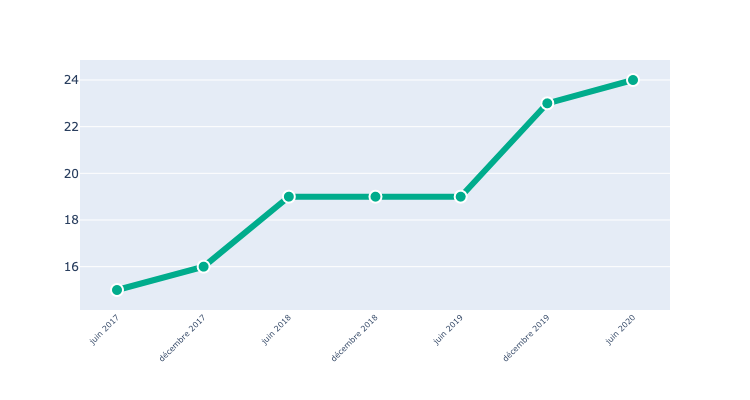 24
22
20
18
16
juin 2017
décembre 2017
juin 2018
décembre 2018
juin 2019
décembre 2019
juin 2020